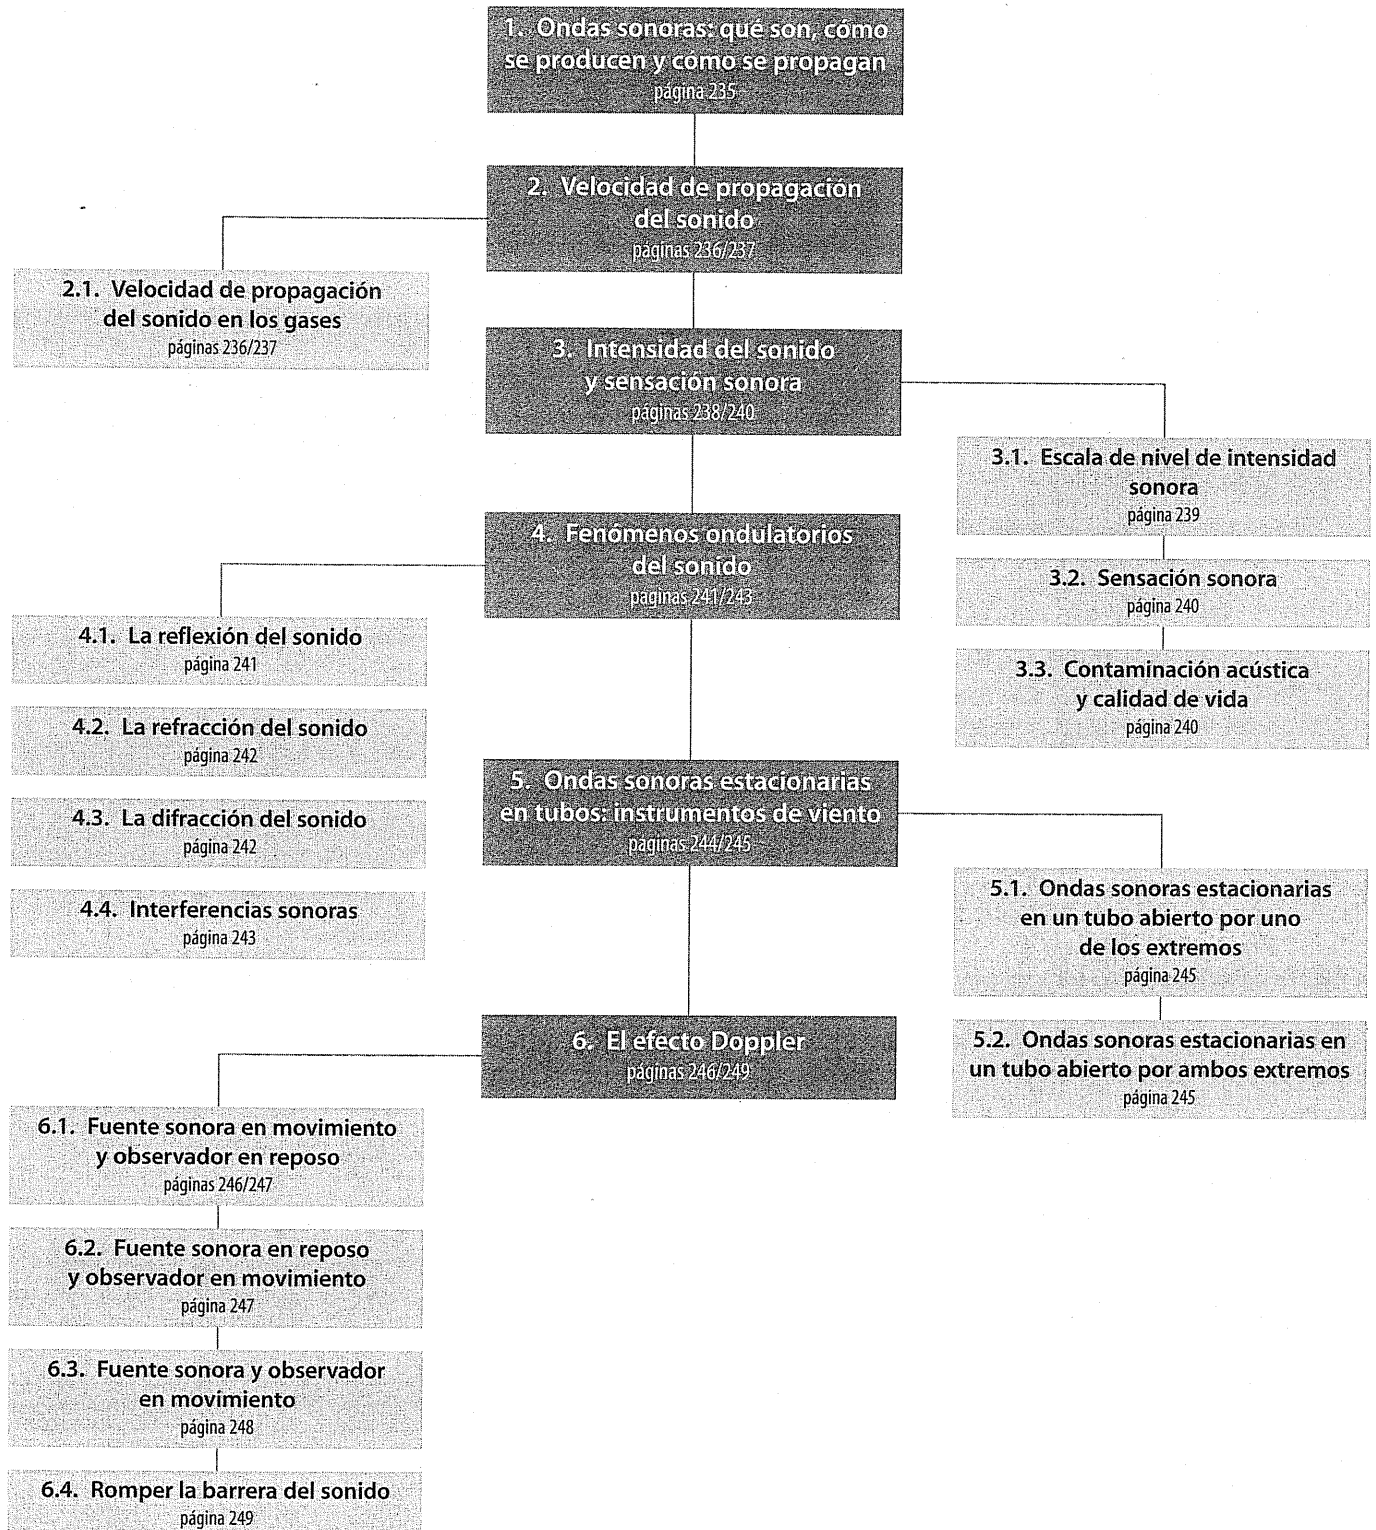 1. Ondas sonoras: qué son, cómo
se producen y cómo se propagan
página 235
2. Velocidad de propagación
del sonido
páginas 236/237
2.1. Velocidad de propagación
del sonido en los gases
páginas 236/237
3. Intensidad del sonido
y sensación sonora
páginas 238/240
3.1. Escala de nivel de intensidad
sonora
página 239
3.2. Sensación sonora
página 240
3.3. Contaminación acústica
y calidad de vida
página 240
4. Fenómenos ondulatorios
del sonido
páginas 241/243
4.1. La reflexión del sonido
página 241
4.2. La refracción del sonido
página 242
4.3. La difracción del sonido
página 242
4.4. Interferencias sonoras
página 243
5. Ondas sonoras estacionarias
en tubos: instrumentos de viento
páginas 244/245
5.1. Ondas sonoras estacionarias
en un tubo abierto por uno
de los extremos
página 245
5.2. Ondas sonoras estacionarias en
un tubo abierto por ambos extremos
página 245
6. El efecto Doppler
páginas 246/249
6.1. Fuente sonora en movimiento
y observador en reposo
páginas 246/247
6.2. Fuente sonora en reposo
y observador en movimiento
página 247
6.3. Fuente sonora y observador
en movimiento
página 248
6.4. Romper la barrera del sonido
página 249